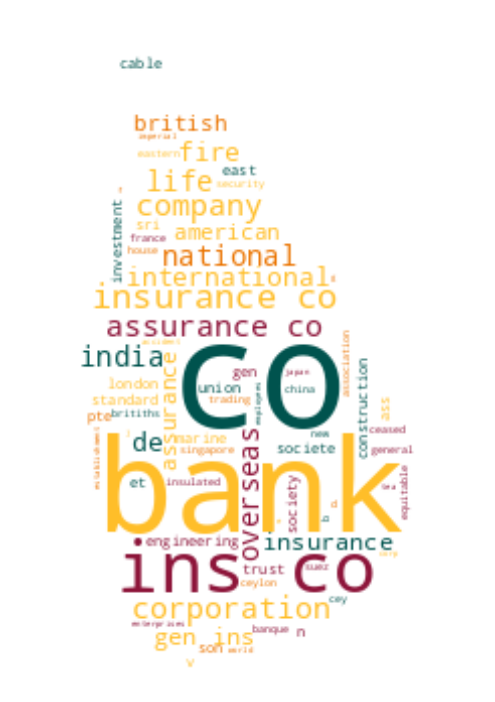 cable
british
imperial
eastern fire
east
life security
company
investment
sri american
france
house national
international
insurance co
assurance co
india co
accident
gen japan
london union china
standard trading
assurance
employees
association
construction
pte britiths
ass
ceased
de marine new
singapore societe general
establishment
et insulated
overseas
society
tea
equitable
bank
engineering insurance
corp
ins co
trust suez
ceylon
cey
corporation
enterprises
gen ins banque n
son world
v